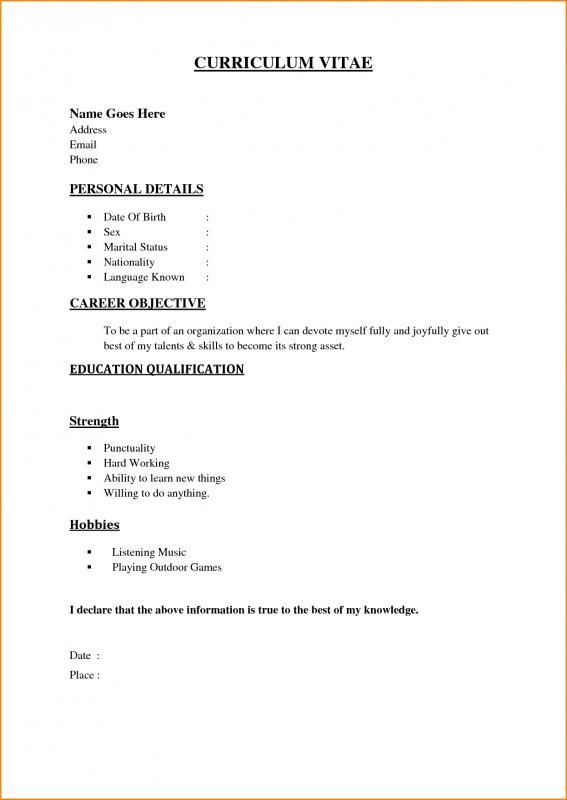 CURRICULUM VITAE
Name Goes Here
Address
Email
Phone
PERSONAL DETAILS
▪ Date Of Birth :
▪ Sex :
▪ Marital Status :
▪ Nationality :
▪ Language Known :
CAREER OBJECTIVE
To be a part of an organization where I can devote myself fully and joyfully give out
best of my talents & skills to become its strong asset.
EDUCATION QUALIFICATION
Strength
▪ Punctuality
▪ Hard Working
▪ Ability to learn new things
▪ Willing to do anything.
Hobbies
▪ Listening Music
▪ Playing Outdoor Games
I declare that the above information is true to the best of my knowledge.
Date :
Place :